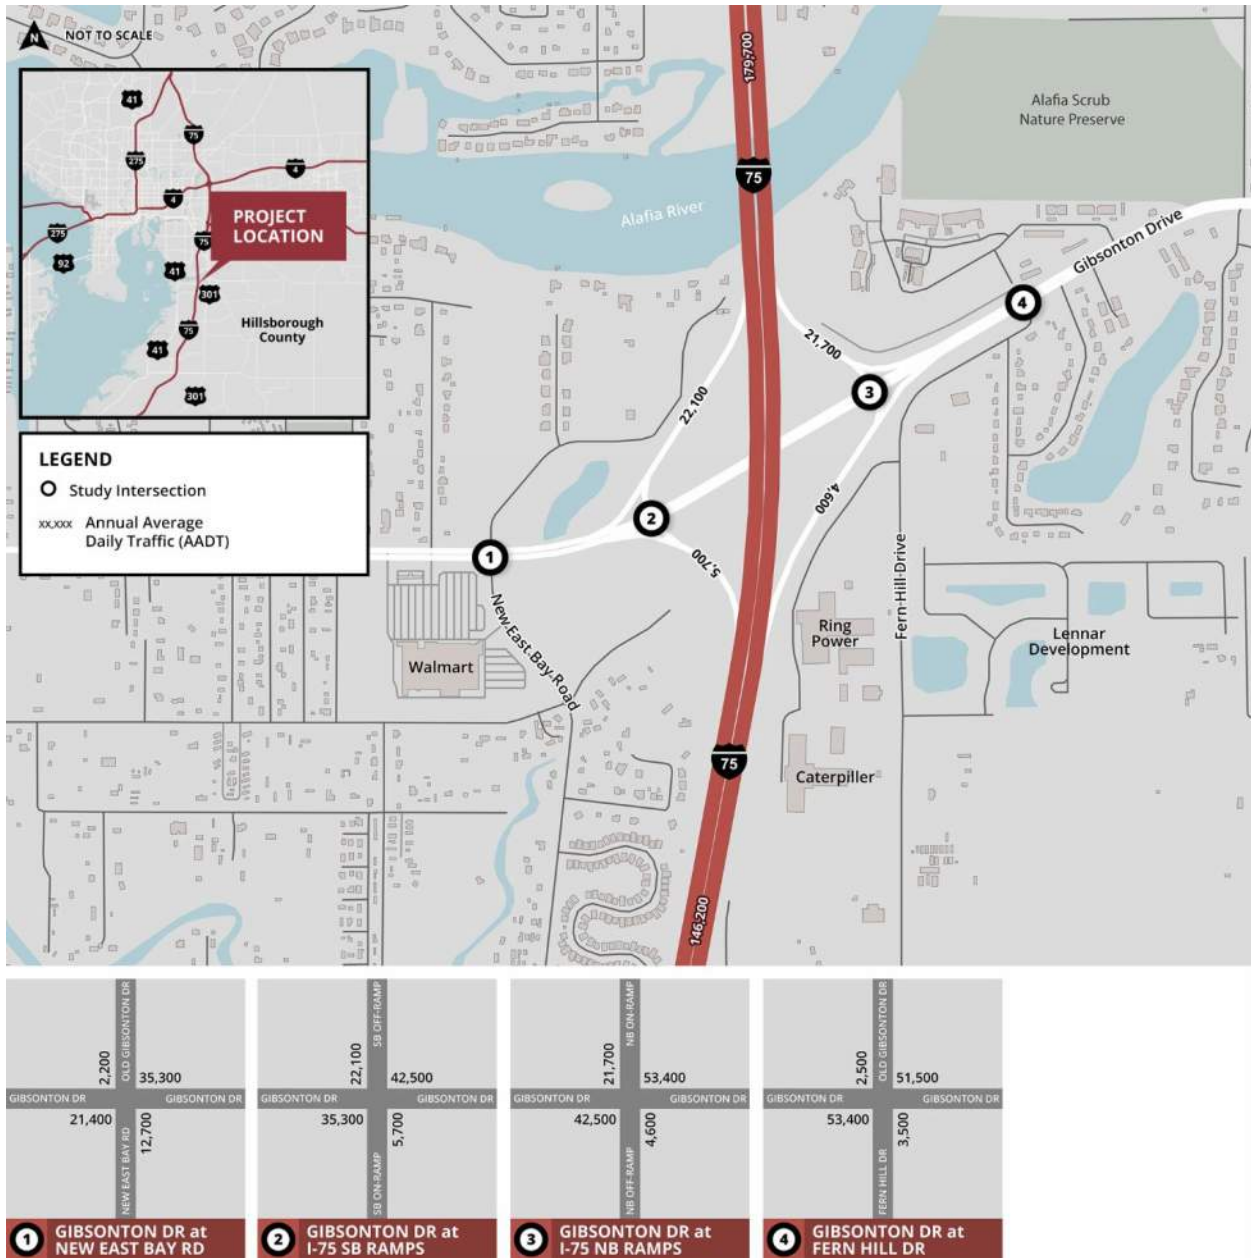 N
NOT TO SCALE
41
75
275
4
4
PROJECT
LOCATION
275
75
92
41
301
Hillsborough
County
75
41
301
LEGEND
Study Intersection
xx,xxx Annual Average
Daily Traffic (AADT)
179,700
75
Alafia River
Alafia Scrub
Nature Preserve
Gibsonton Drive
4
21,700
3
22,100
2
4,600
1
5,700
New East Bay Road
Walmart
Fern Hill Drive
Ring
Power
Lennar
Development
75
Caterpiller
146,200
2,200
OLD GIBSONTON DR
35,300
GIBSONTON DR
GIBSONTON DR
21,400
NEW EAST BAY RD
12,700
1
GIBSONTON DR at
NEW EAST BAY RD
22,100
SB OFF-RAMP
42,500
GIBSONTON DR
GIBSONTON DR
35,300
SB ON-RAMP
5,700
2
GIBSONTON DR at
I-75 SB RAMPS
21,700
NB ON-RAMP
53,400
GIBSONTON DR
GIBSONTON DR
42,500
NB OFF-RAMP
4,600
3
GIBSONTON DR at
I-75 NB RAMPS
2,500
OLD GIBSONTON DR
51,500
GIBSONTON DR
GIBSONTON DR
53,400
FERN HILL DR
3,500
4
GIBSONTON DR at
FERN HILL DR